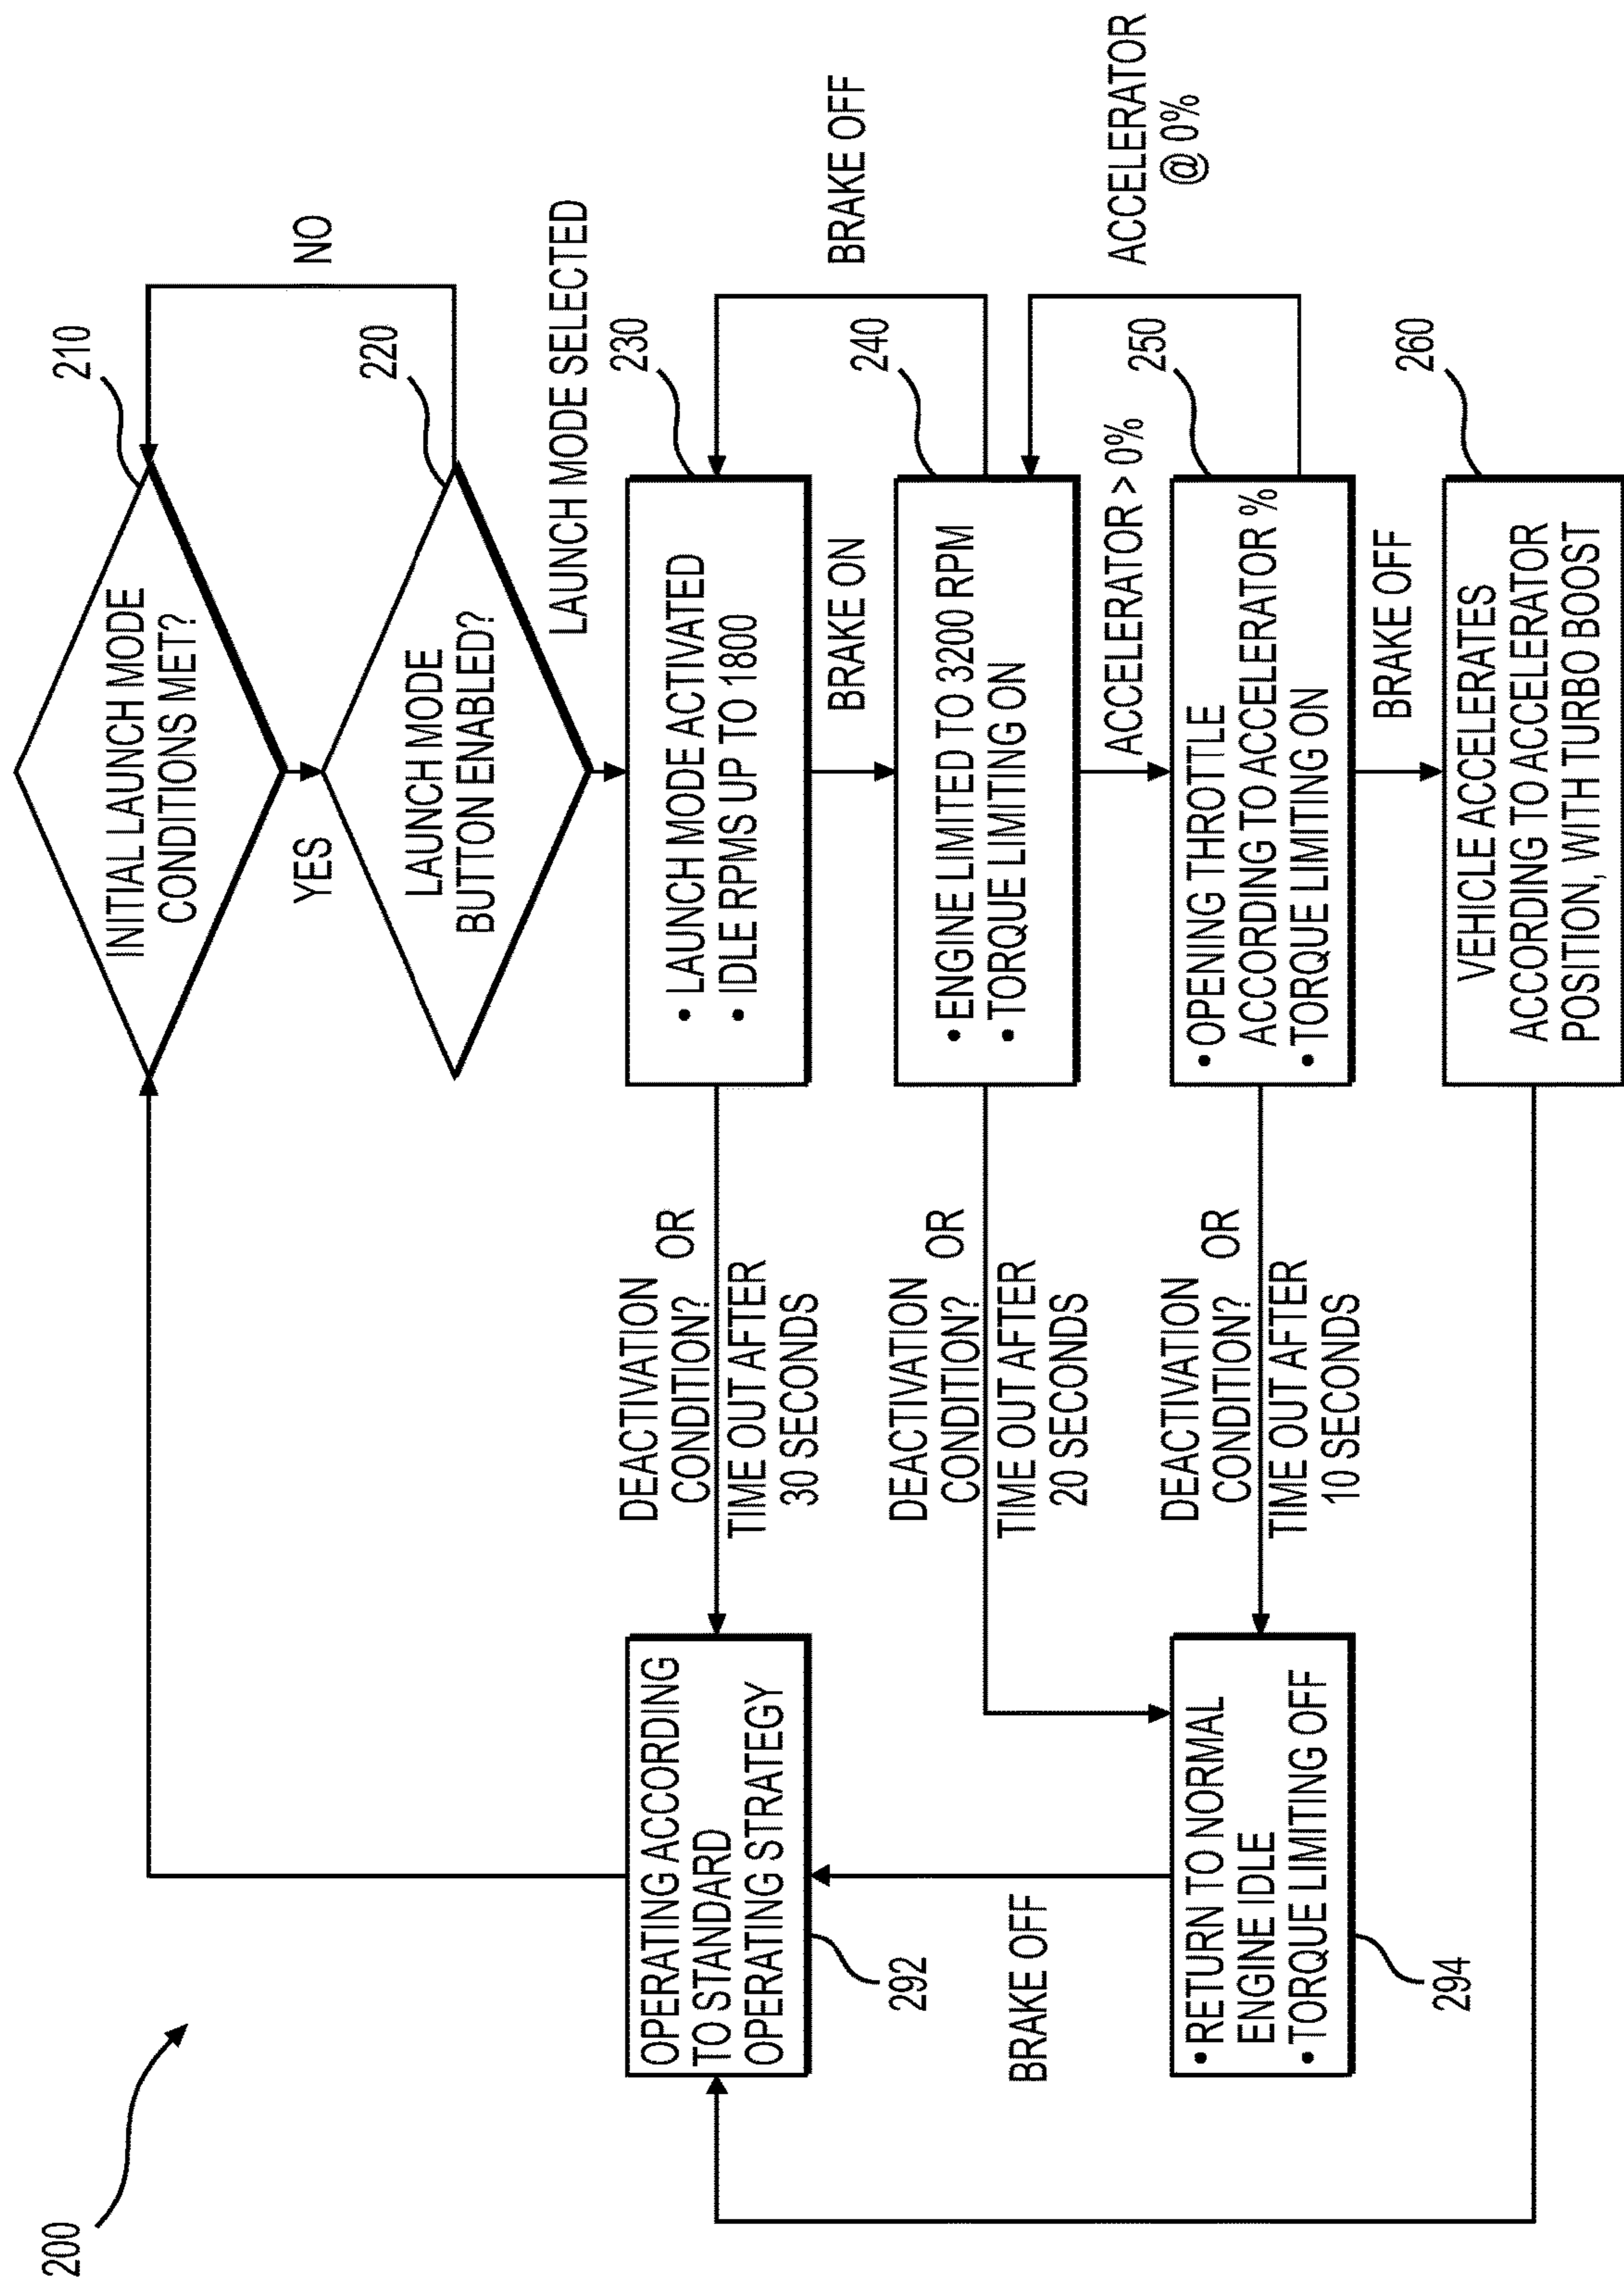 200
210
INITIAL LAUNCH MODE
CONDITIONS MET?
YES
NO
220
LAUNCH MODE
BUTTON ENABLED?
LAUNCH MODE SELECTED
230
• LAUNCH MODE ACTIVATED
• IDLE RPMS UP TO 1800
BRAKE ON
BRAKE OFF
240
• ENGINE LIMITED TO 3200 RPM
• TORQUE LIMITING ON
ACCELERATOR > 0%
ACCELERATOR
@ 0%
250
• OPENING THROTTLE
ACCORDING TO ACCELERATOR %
• TORQUE LIMITING ON
BRAKE OFF
260
VEHICLE ACCELERATES
ACCORDING TO ACCELERATOR
POSITION, WITH TURBO BOOST
DEACTIVATION
CONDITION? OR
TIME OUT AFTER
30 SECONDS
DEACTIVATION
CONDITION? OR
TIME OUT AFTER
20 SECONDS
DEACTIVATION
CONDITION? OR
TIME OUT AFTER
10 SECONDS
OPERATING ACCORDING
TO STANDARD
OPERATING STRATEGY
292
BRAKE OFF
• RETURN TO NORMAL
ENGINE IDLE
• TORQUE LIMITING OFF
294